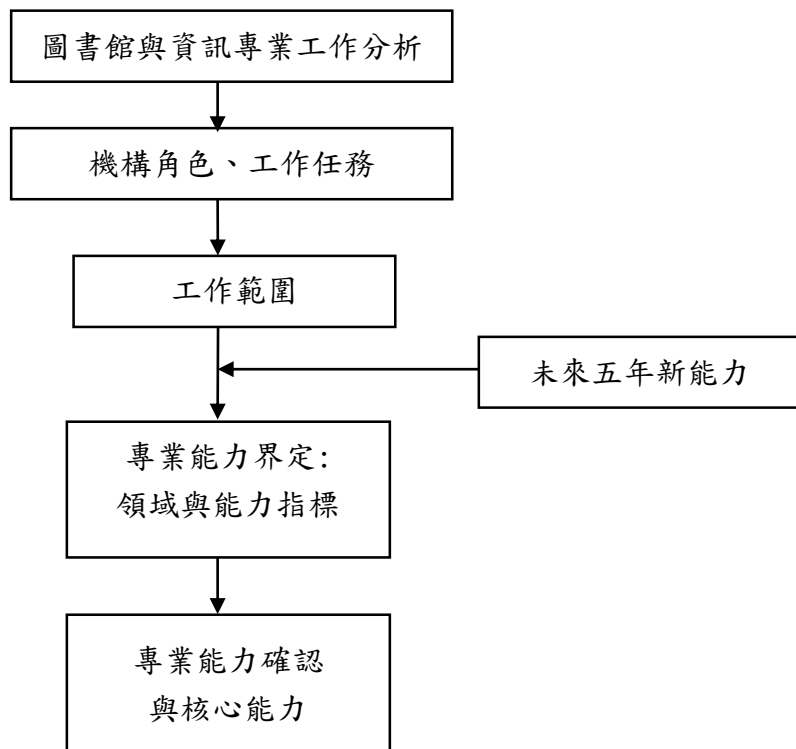 圖書館與資訊專業工作分析
機構角色、工作任務
工作範圍
未來五年新能力
專業能力界定:
領域與能力指標
專業能力確認
與核心能力